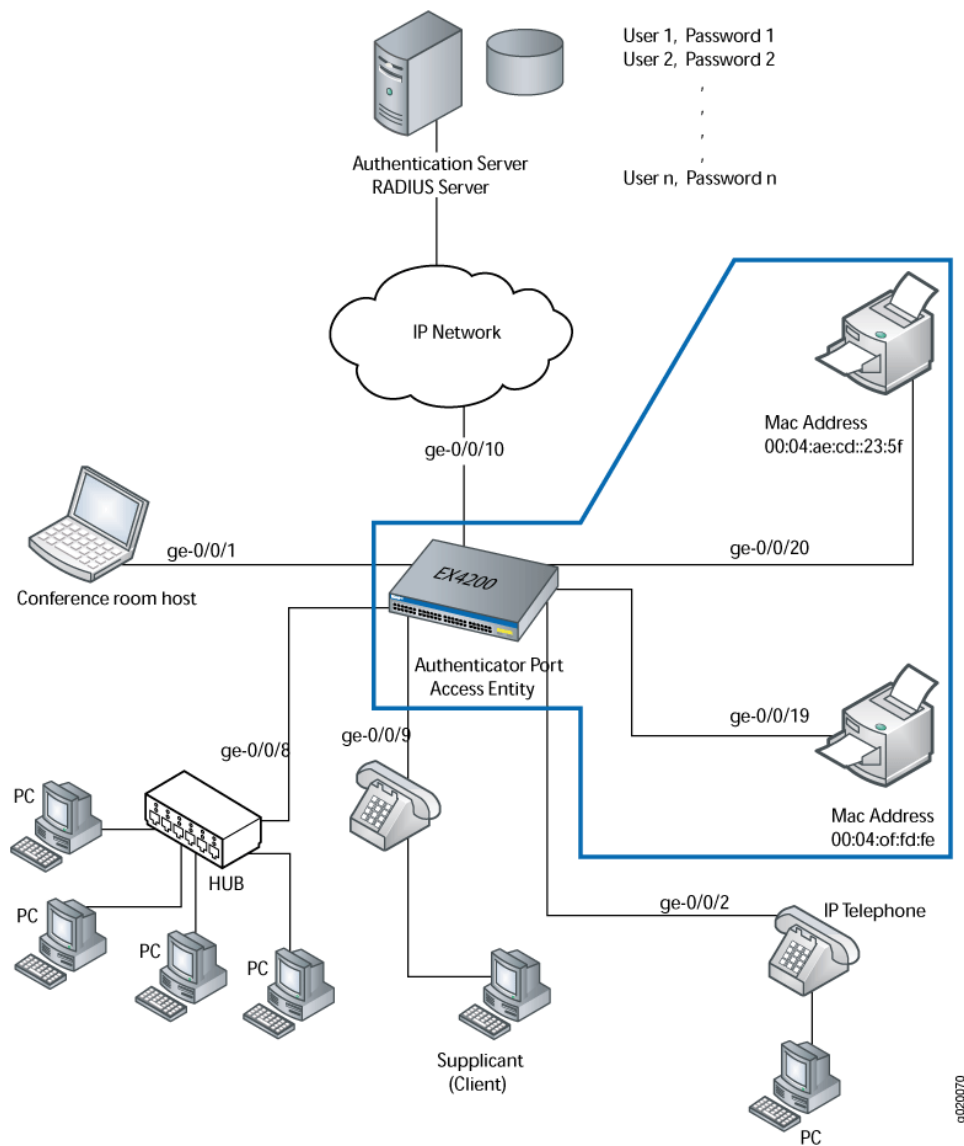 User 1, Password 1
User 2, Password 2
,
,
,
,
User n, Password n
Authentication Server
RADIUS Server
IP Network
ge-0/0/10
Mac Address
00:04:ae:cd::23:5f
ge-0/0/1
ge-0/0/20
EX4200
Conference room host
Authenticator Port
Access Entity
ge-0/0/19
ge-0/0/8
ge-0/0/9
Mac Address
00:04:of:fd:fe
PC
HUB
PC
PC
PC
ge-0/0/2
IP Telephone
Supplicant
(Client)
PC
g020070